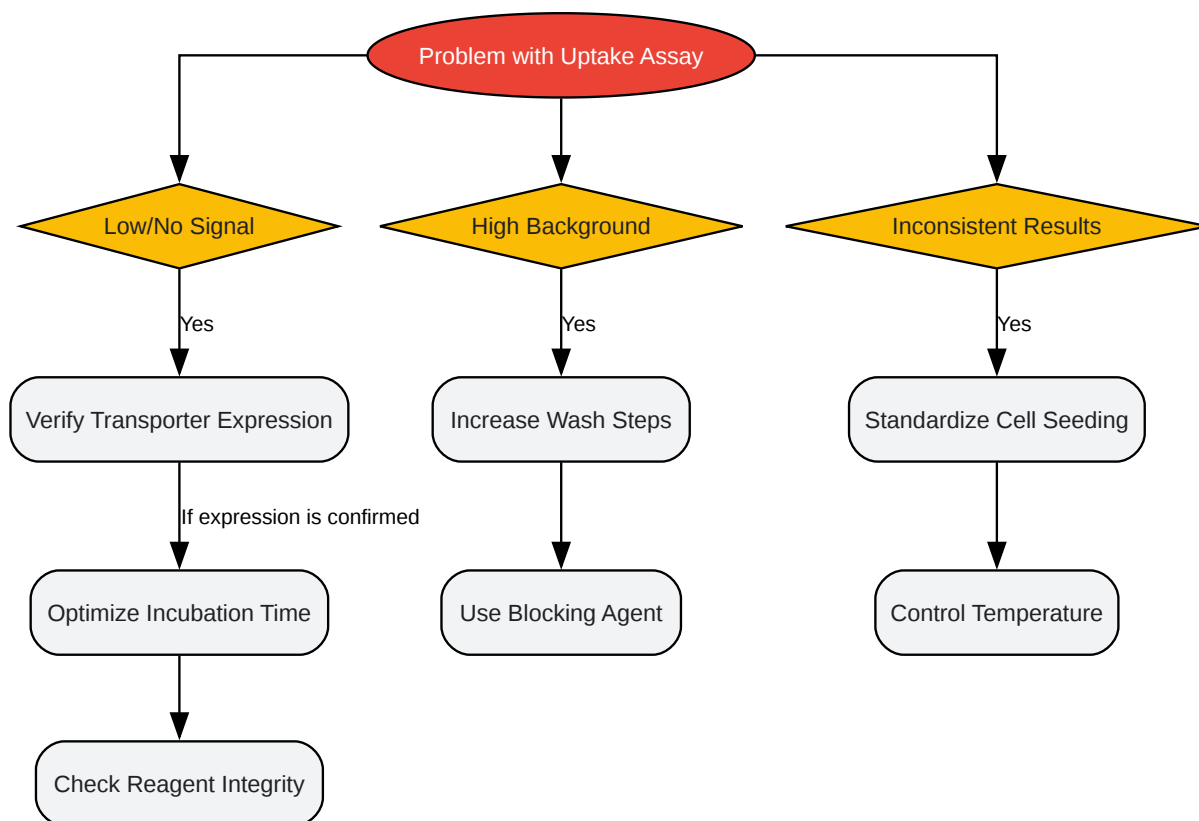 Problem with Uptake Assay
Low/No Signal
High Background
Inconsistent Results
Yes
Yes
Yes
Verify Transporter Expression
Increase Wash Steps
Standardize Cell Seeding
If expression is confirmed
Optimize Incubation Time
Use Blocking Agent
Control Temperature
Check Reagent Integrity